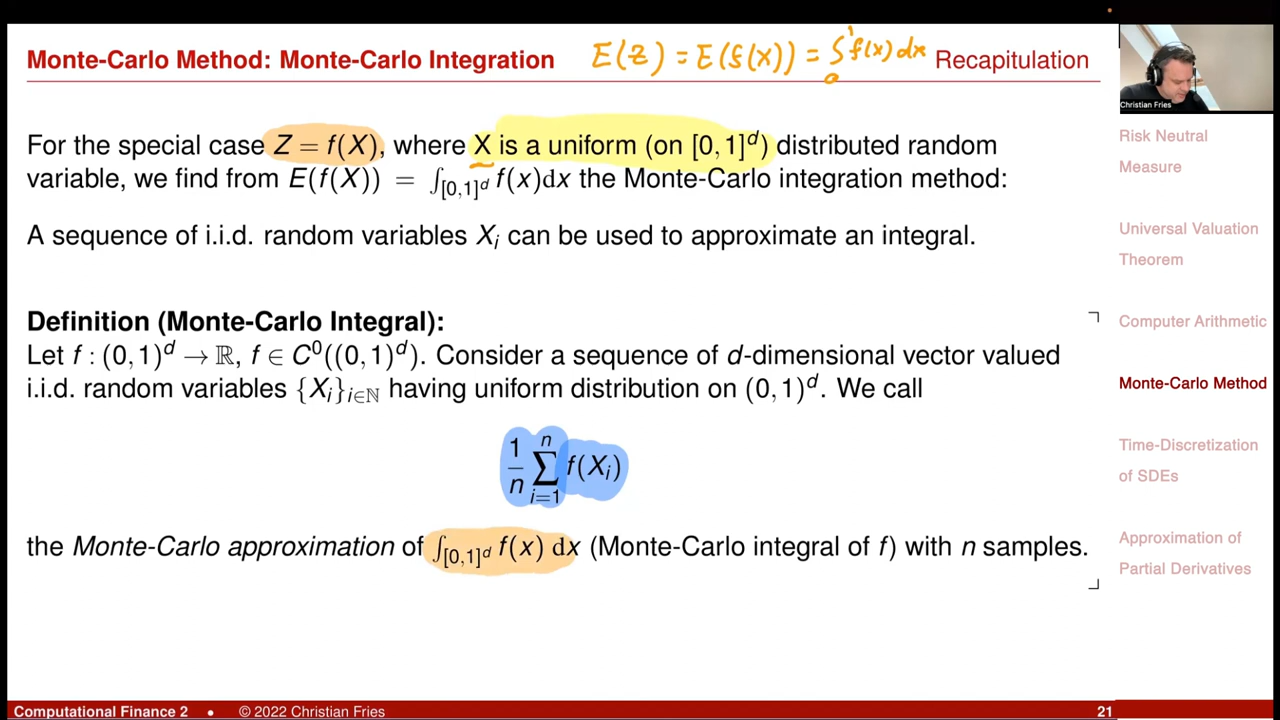 Monte-Carlo Method: Monte-Carlo Integration E(Z) = E(f(X)) = ∫₀¹ f(x) dx Recapitulation
For the special case Z = f(X), where X is a uniform (on [0,1]^d) distributed random
variable, we find from E(f(X)) = ∫_{[0,1]^d} f(x)dx the Monte-Carlo integration method:
A sequence of i.i.d. random variables X_i can be used to approximate an integral.
Definition (Monte-Carlo Integral):
Let f : (0,1)^d → ℝ, f ∈ C^0((0,1)^d). Consider a sequence of d-dimensional vector valued
i.i.d. random variables {X_i}_{i∈ℕ} having uniform distribution on (0,1)^d. We call
1/n ∑_{i=1}^n f(X_i)
the Monte-Carlo approximation of ∫_{[0,1]^d} f(x) dx (Monte-Carlo integral of f) with n samples.
Christian Fries
Risk Neutral
Measure
Universal Valuation
Theorem
Computer Arithmetic
Monte-Carlo Method
Time-Discretization
of SDEs
Approximation of
Partial Derivatives
Computational Finance 2 • © 2022 Christian Fries 21